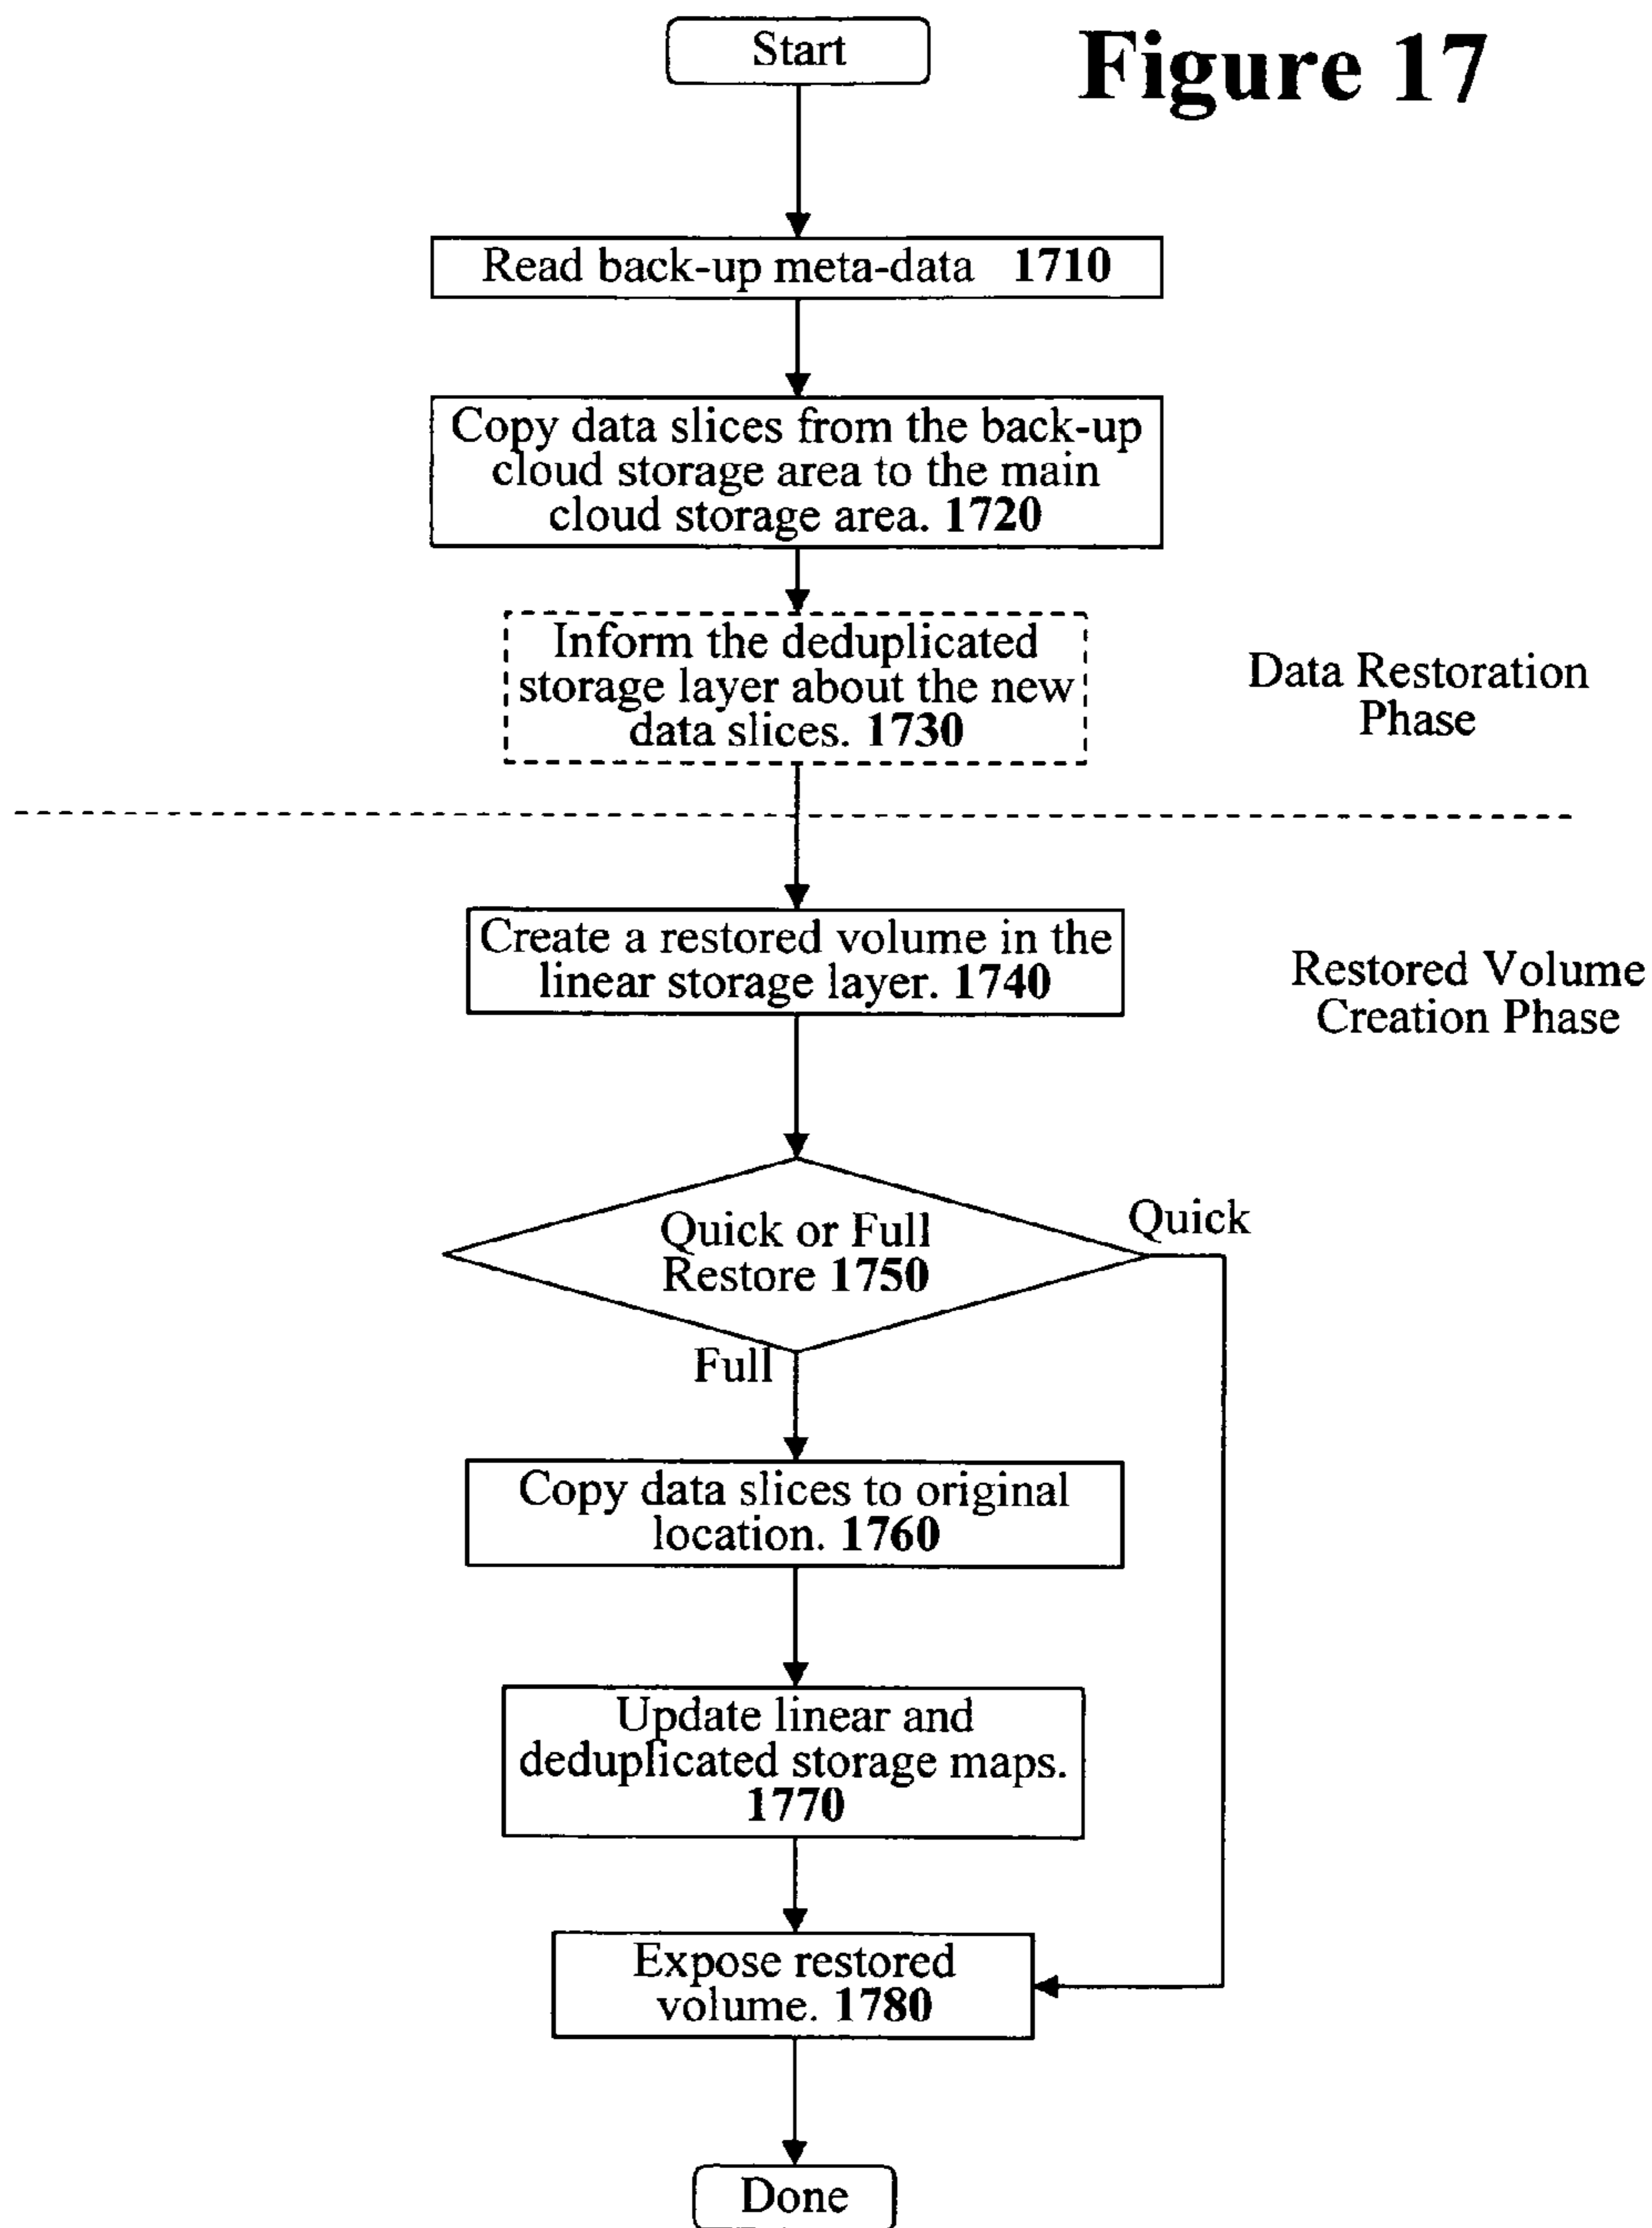 Start
Figure 17
Read back-up meta-data 1710
Copy data slices from the back-up
cloud storage area to the main
cloud storage area. 1720
Inform the deduplicated
storage layer about the new
data slices. 1730
Data Restoration
Phase
Create a restored volume in the
linear storage layer. 1740
Restored Volume
Creation Phase
Quick or Full
Restore 1750
Quick
Full
Copy data slices to original
location. 1760
Update linear and
deduplicated storage maps.
1770
Expose restored
volume. 1780
Done